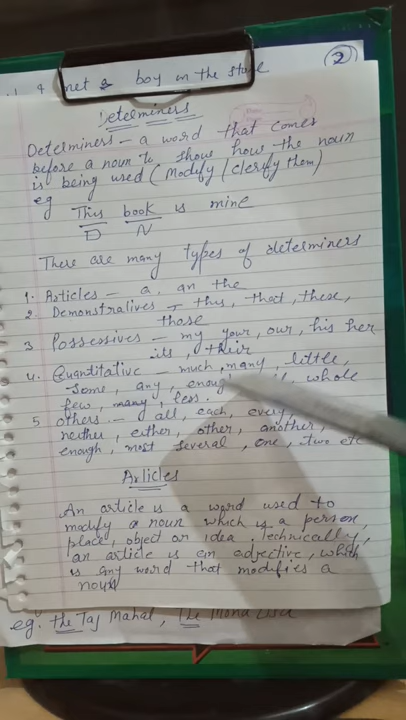 met a boy in the store
2
Determiners
Determiners - a word that comes
before a noun to show how the noun
is being used (Modify / Clerify them)
eg This book is mine
D N
There are many types of determiners
1. Articles - a, an the
2. Demonstratives - this, that, these,
those
3 Possessives - my your, our, his her
its, their
4. Quantitative - much, many, little,
Some, any, enough, whole
few, many, less.
5 others - all, each, every,
neither, either, other, another,
enough, most several, one, two etc
Articles
An article is a word used to
modify a noun which is a person,
place, object or idea. Technically,
an article is an adjective, which
is any word that modifies a
noun
eg: the Taj Mahal, The Mona Lisa